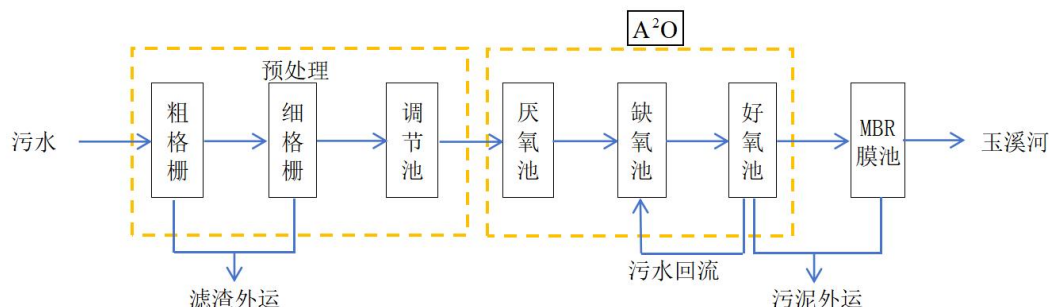 A²O
预处理
污水
粗格栅
细格栅
调节池
厌氧池
缺氧池
好氧池
MBR
膜池
玉溪河
污水回流
滤渣外运
污泥外运